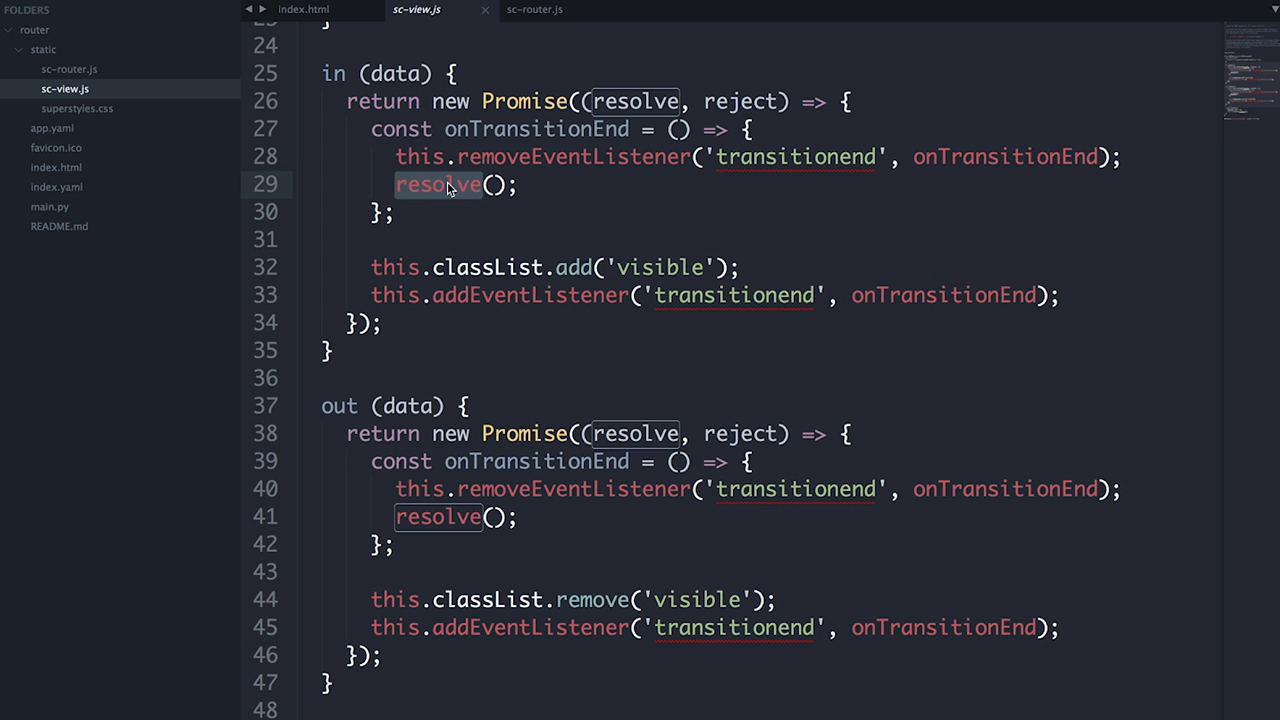 FOLDERS
router
static
sc-router.js
sc-view.js
superstyles.css
app.yaml
favicon.ico
index.html
index.yaml
main.py
README.md
index.html sc-view.js sc-router.js
24
25 in (data) {
26 return new Promise((resolve, reject) => {
27 const onTransitionEnd = () => {
28 this.removeEventListener('transitionend', onTransitionEnd);
29 resolve();
30 };
31
32 this.classList.add('visible');
33 this.addEventListener('transitionend', onTransitionEnd);
34 });
35 }
36
37 out (data) {
38 return new Promise((resolve, reject) => {
39 const onTransitionEnd = () => {
40 this.removeEventListener('transitionend', onTransitionEnd);
41 resolve();
42 };
43
44 this.classList.remove('visible');
45 this.addEventListener('transitionend', onTransitionEnd);
46 });
47 }
48